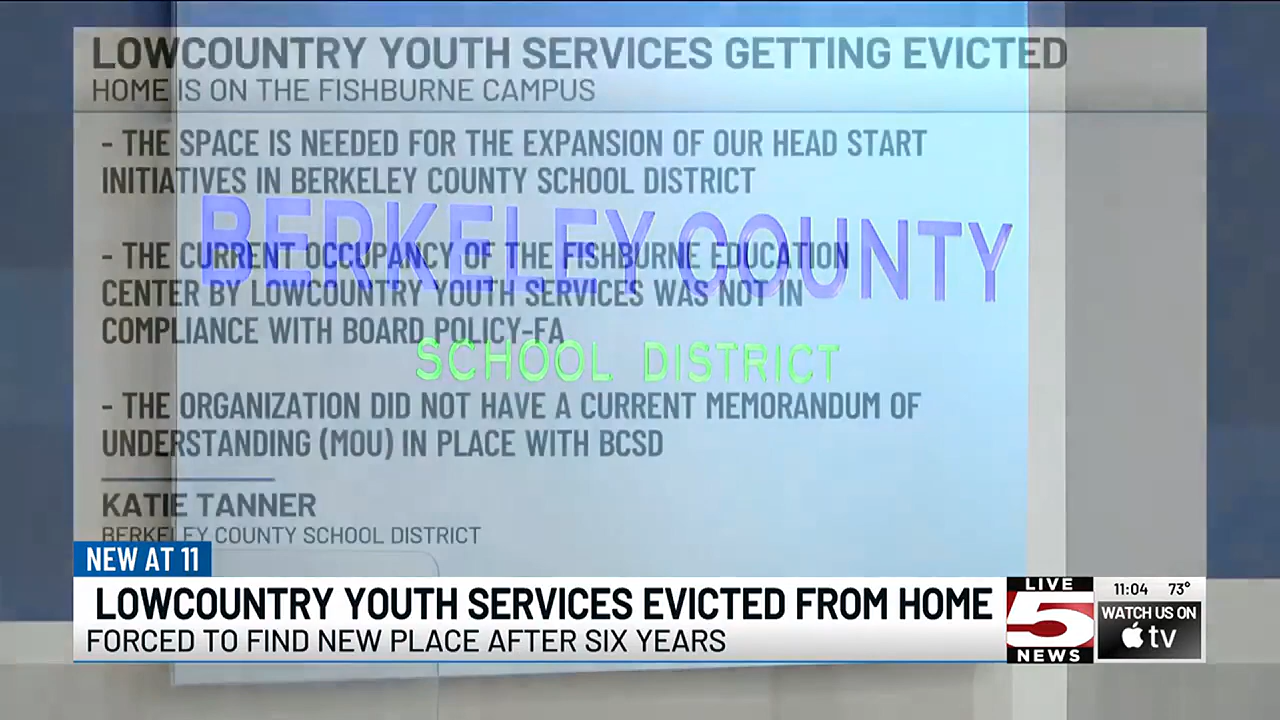 LOWCOUNTRY YOUTH SERVICES GETTING EVICTED
HOME IS ON THE FISHBURNE CAMPUS
- THE SPACE IS NEEDED FOR THE EXPANSION OF OUR HEAD START
INITIATIVES IN BERKELEY COUNTY SCHOOL DISTRICT
BERKELEY COUNTY
- THE CURRENT OCCUPANCY OF THE FISHBURNE EDUCATION
CENTER BY LOWCOUNTRY YOUTH SERVICES WAS NOT IN
COMPLIANCE WITH BOARD POLICY-FA
SCHOOL DISTRICT
- THE ORGANIZATION DID NOT HAVE A CURRENT MEMORANDUM OF
UNDERSTANDING (MOU) IN PLACE WITH BCSD
KATIE TANNER
BERKELEY COUNTY SCHOOL DISTRICT
NEW AT 11
LOWCOUNTRY YOUTH SERVICES EVICTED FROM HOME
FORCED TO FIND NEW PLACE AFTER SIX YEARS
LIVE
5
NEWS
11:04 73°
WATCH US ON
tv